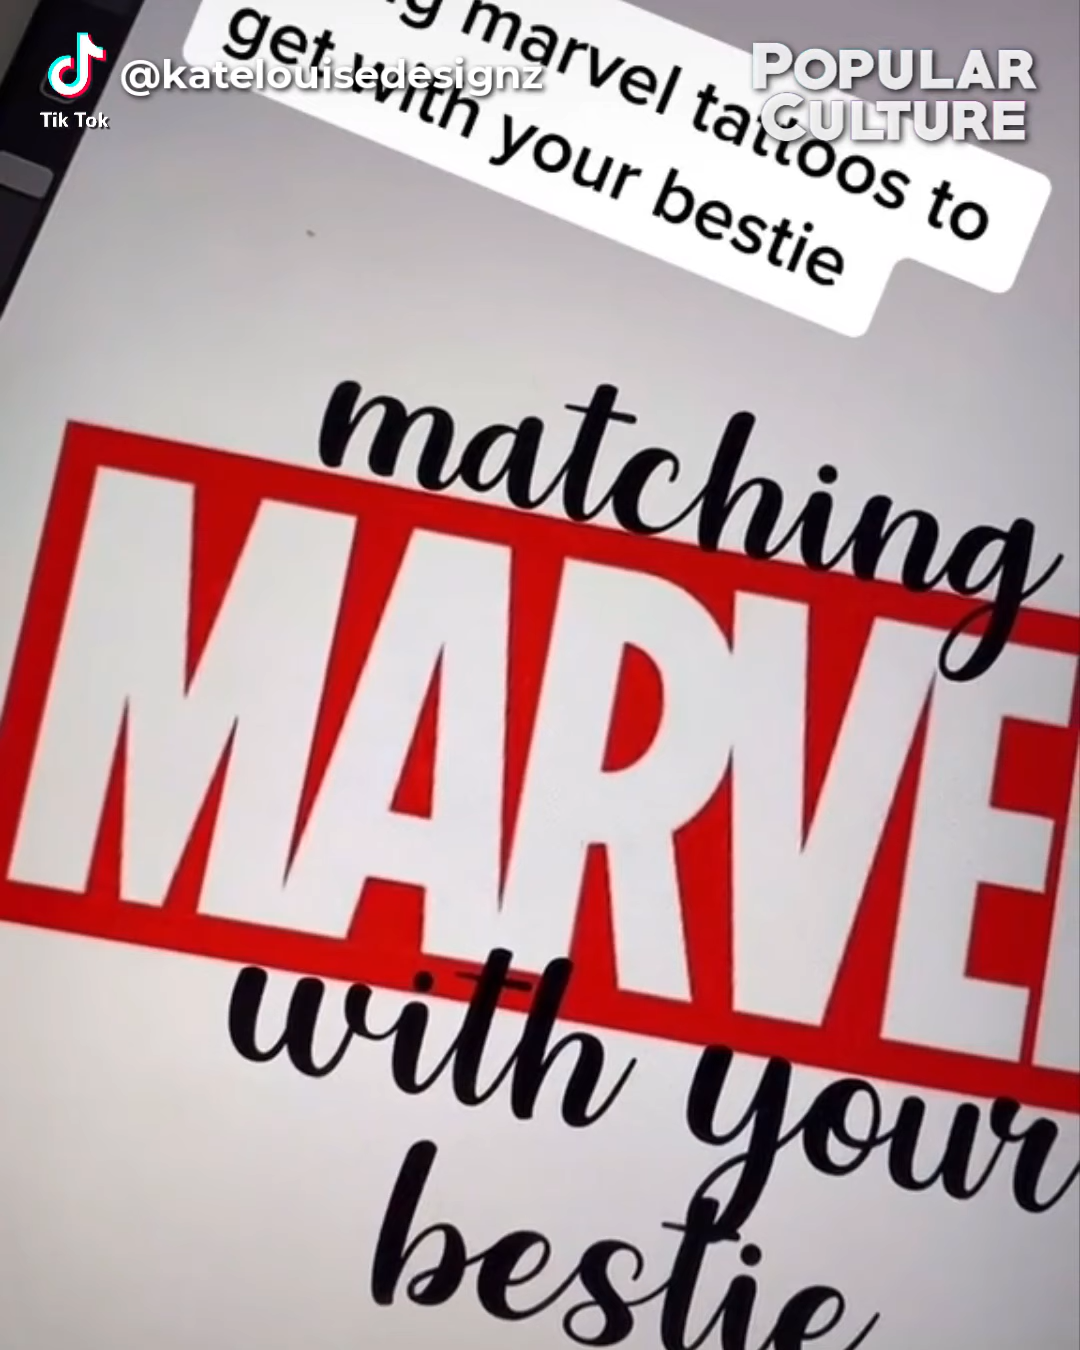 marvel tattoos to
get with your bestie
@katelouisedesignz
Tik Tok
POPULAR
CULTURE
matching
MARVE
with your
bestie